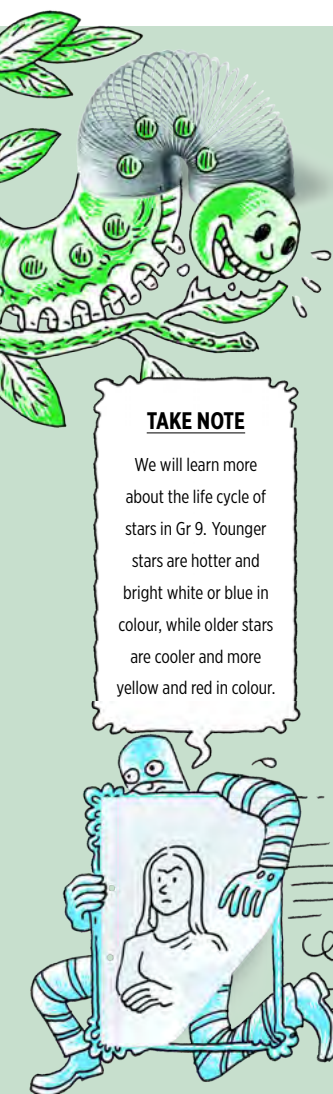 TAKE NOTE
We will learn more
about the life cycle of
stars in Gr 9. Younger
stars are hotter and
bright white or blue in
colour, while older stars
are cooler and more
yellow and red in colour.